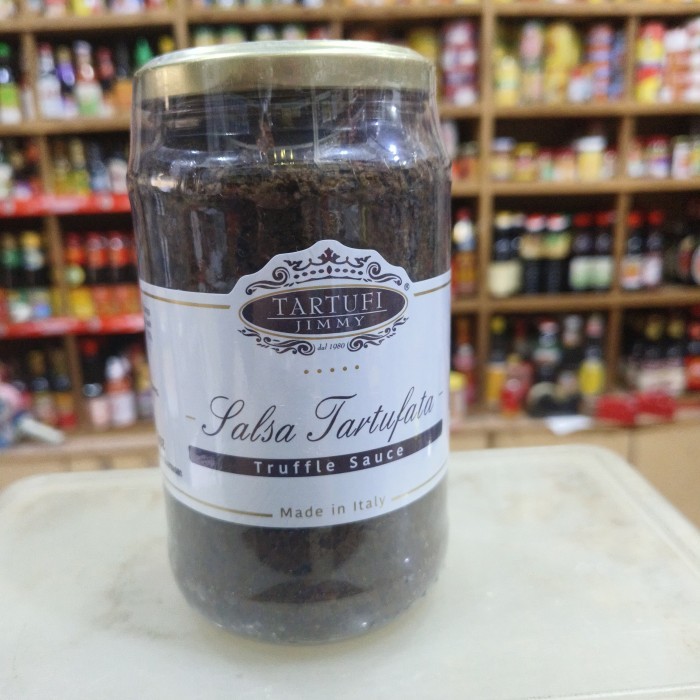 TARTUFI
JIMMY
®
dal 1980
Salsa Tartufata
Truffle Sauce
Made in Italy